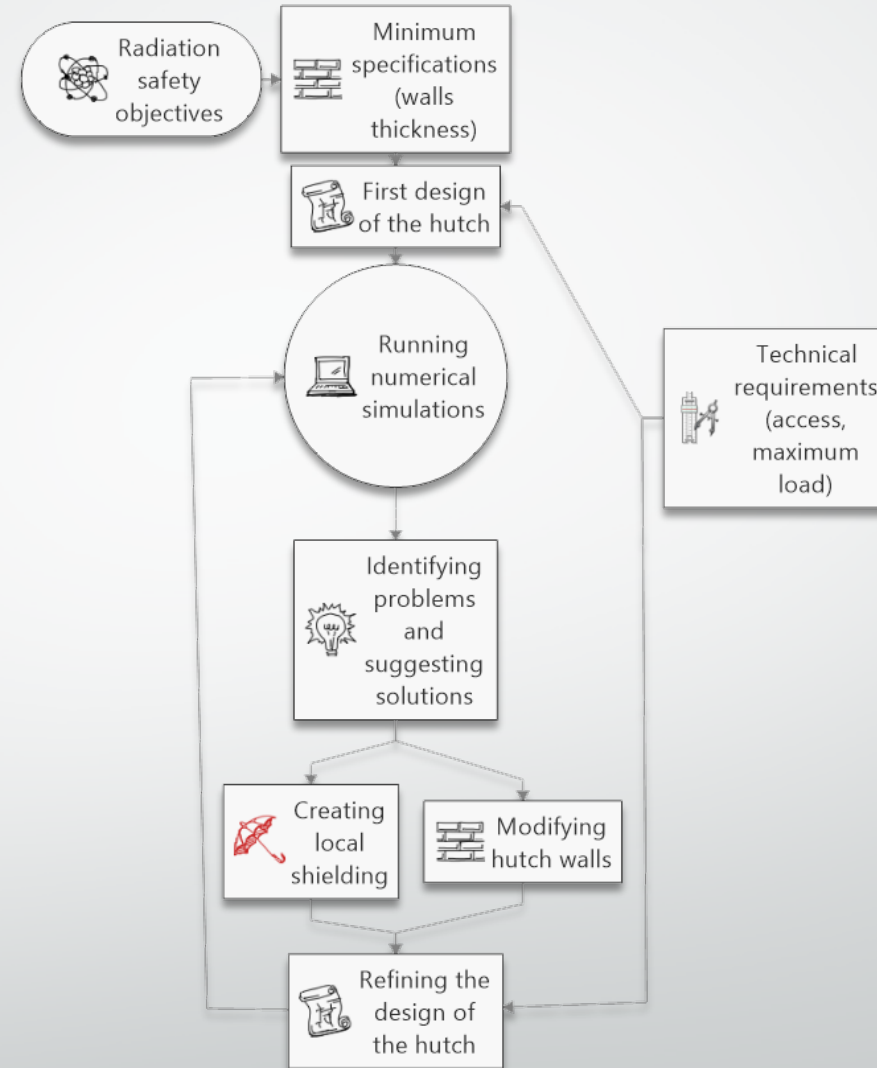 Radiation
safety
objectives
Minimum
specifications
(walls
thickness)
First design
of the hutch
Running
numerical
simulations
Technical
requirements
(access,
maximum
load)
Identifying
problems
and
suggesting
solutions
Creating
local
shielding
Modifying
hutch walls
Refining the
design of
the hutch